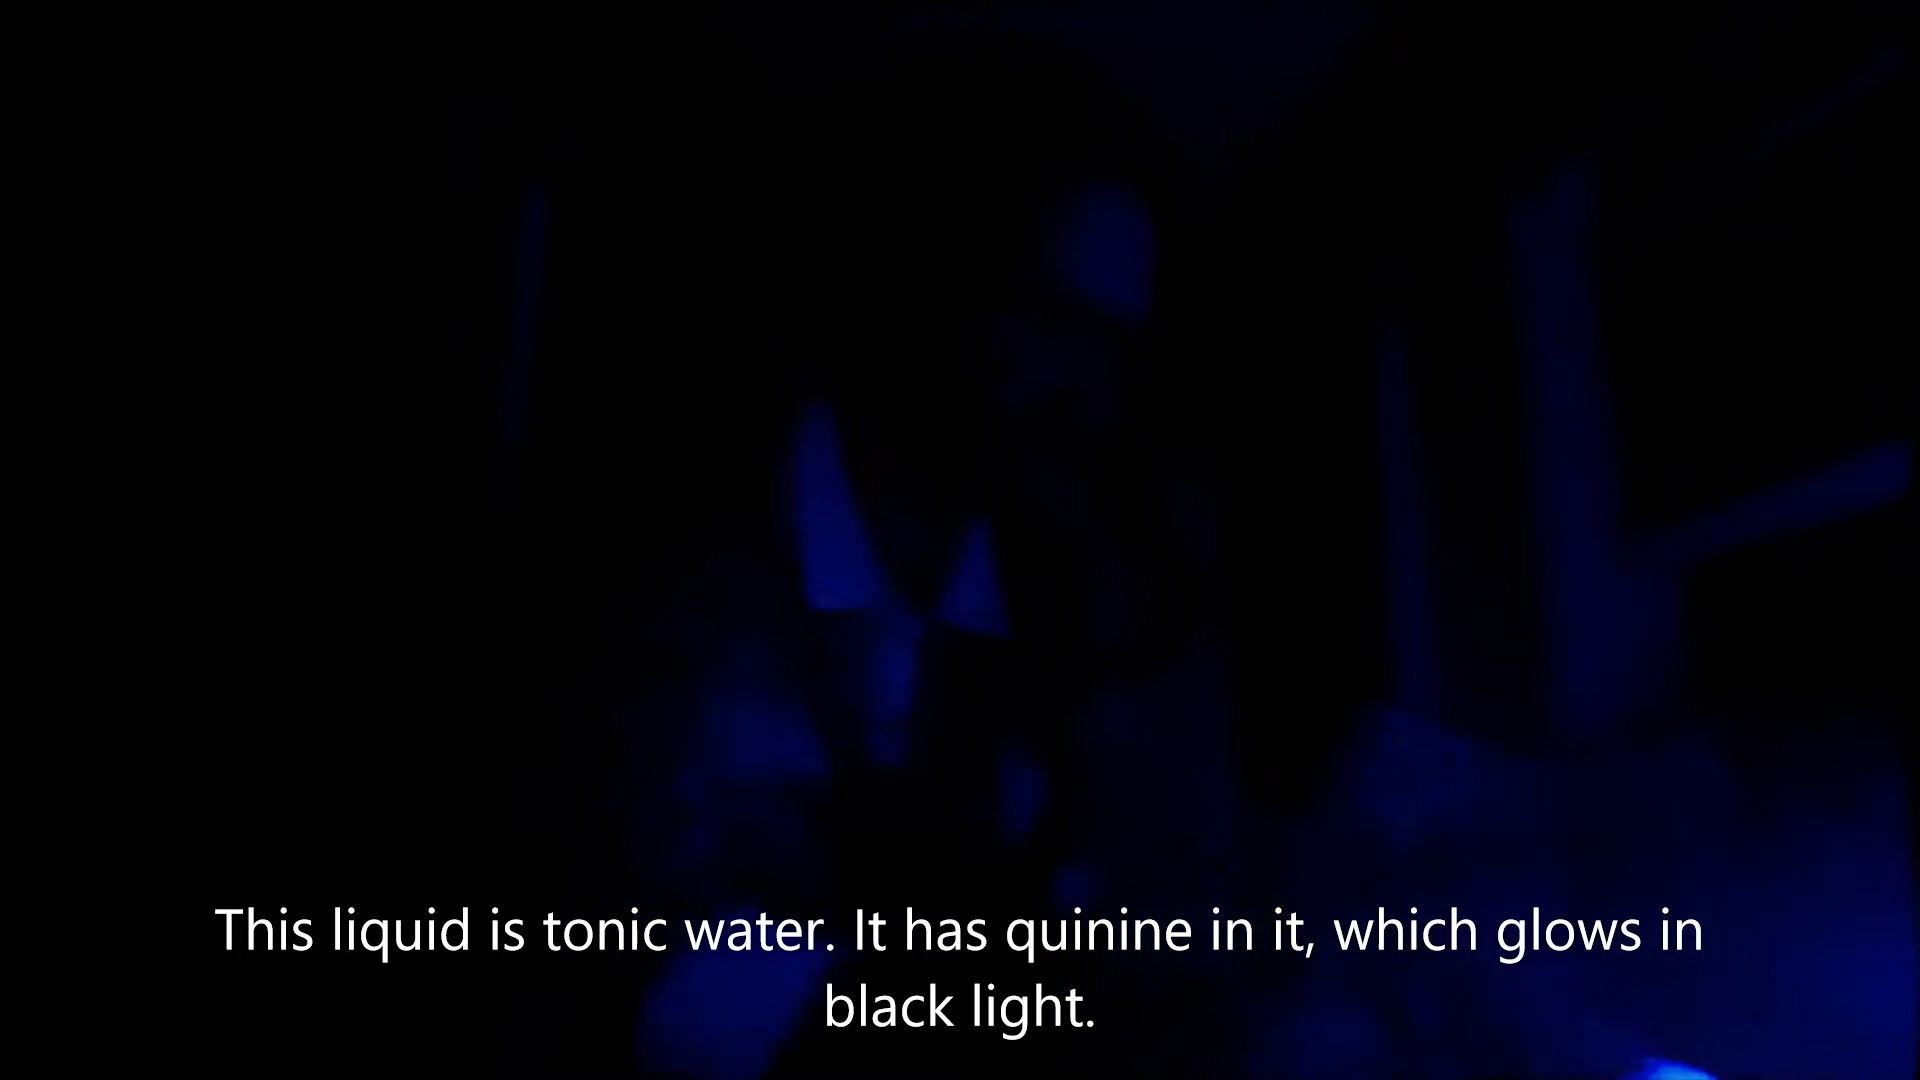 This liquid is tonic water. It has quinine in it, which glows in
black light.